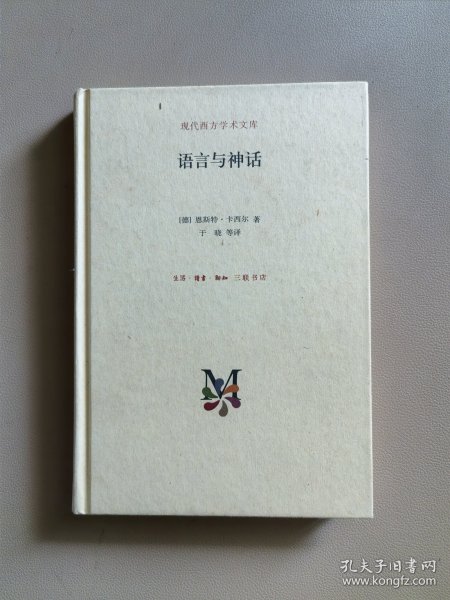 现代西方学术文库
语言与神话
[德] 恩斯特·卡西尔 著
于晓 等译
生活·讀書·新知 三联书店
M
孔夫子旧书网
www.kongfz.com